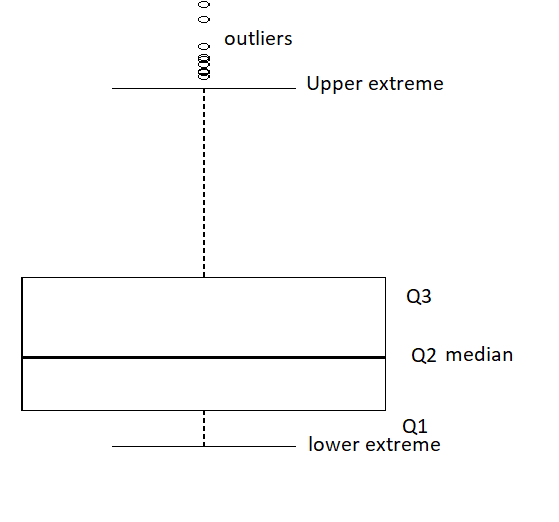 outliers
Upper extreme
Q3
Q2 median
Q1
lower extreme